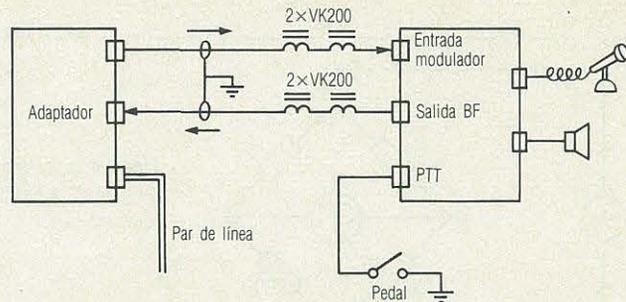 2×VK200
Entrada
modulador
2×VK200
Adaptador
Salida BF
PTT
Par de línea
Pedal